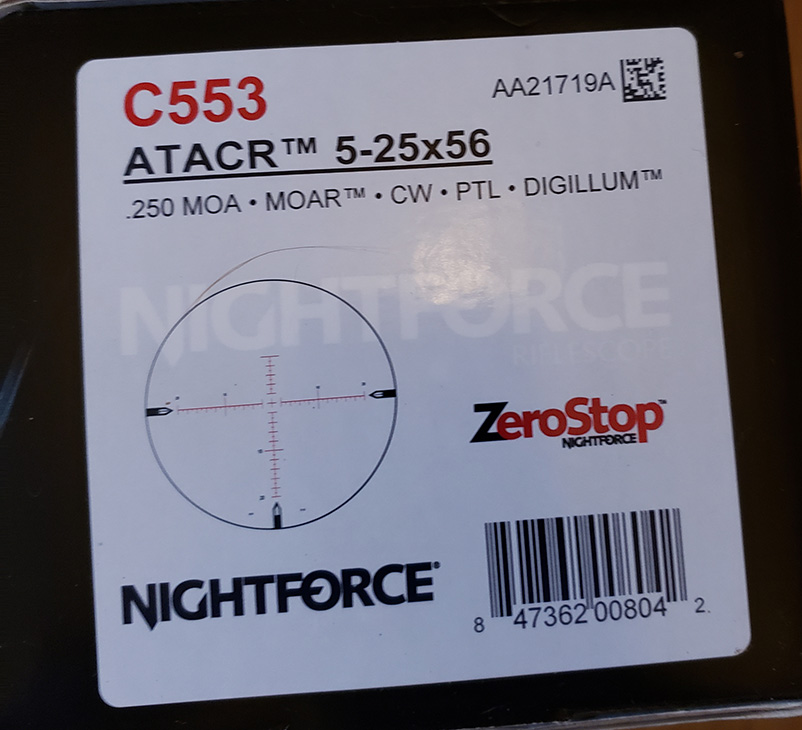 C553
AA21719A
ATACR™ 5-25x56
.250 MOA • MOAR™ • CW • PTL • DIGILLUM™
NIGHTFORCE
RIFLESCOPE
ZeroStop™
NIGHTFORCE
NIGHTFORCE®
8 47362 00804 2